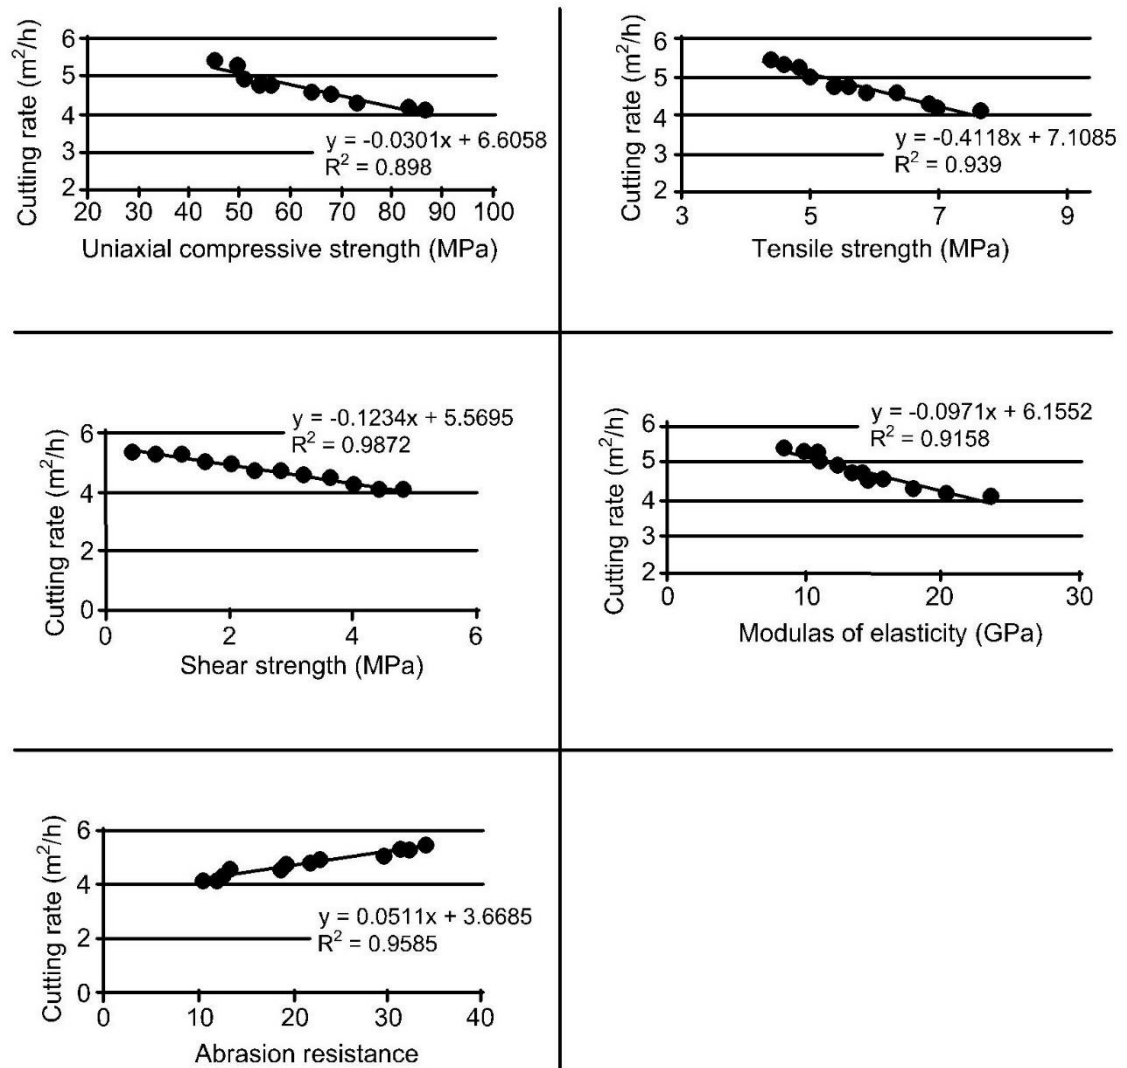 Cutting rate (m²/h)
6
5
4
3
2
20 30 40 50 60 70 80 90 100
y = -0.0301x + 6.6058
R² = 0.898
Uniaxial compressive strength (MPa)
Cutting rate (m²/h)
6
5
4
3
2
3 5 7 9
y = -0.4118x + 7.1085
R² = 0.939
Tensile strength (MPa)
Cutting rate (m²/h)
y = -0.1234x + 5.5695
R² = 0.9872
6
4
2
0
0 2 4 6
Shear strength (MPa)
Cutting rate (m²/h)
y = -0.0971x + 6.1552
R² = 0.9158
6
5
4
3
2
0 10 20 30
Modulas of elasticity (GPa)
Cutting rate (m²/h)
6
4
2
0
0 10 20 30 40
y = 0.0511x + 3.6685
R² = 0.9585
Abrasion resistance